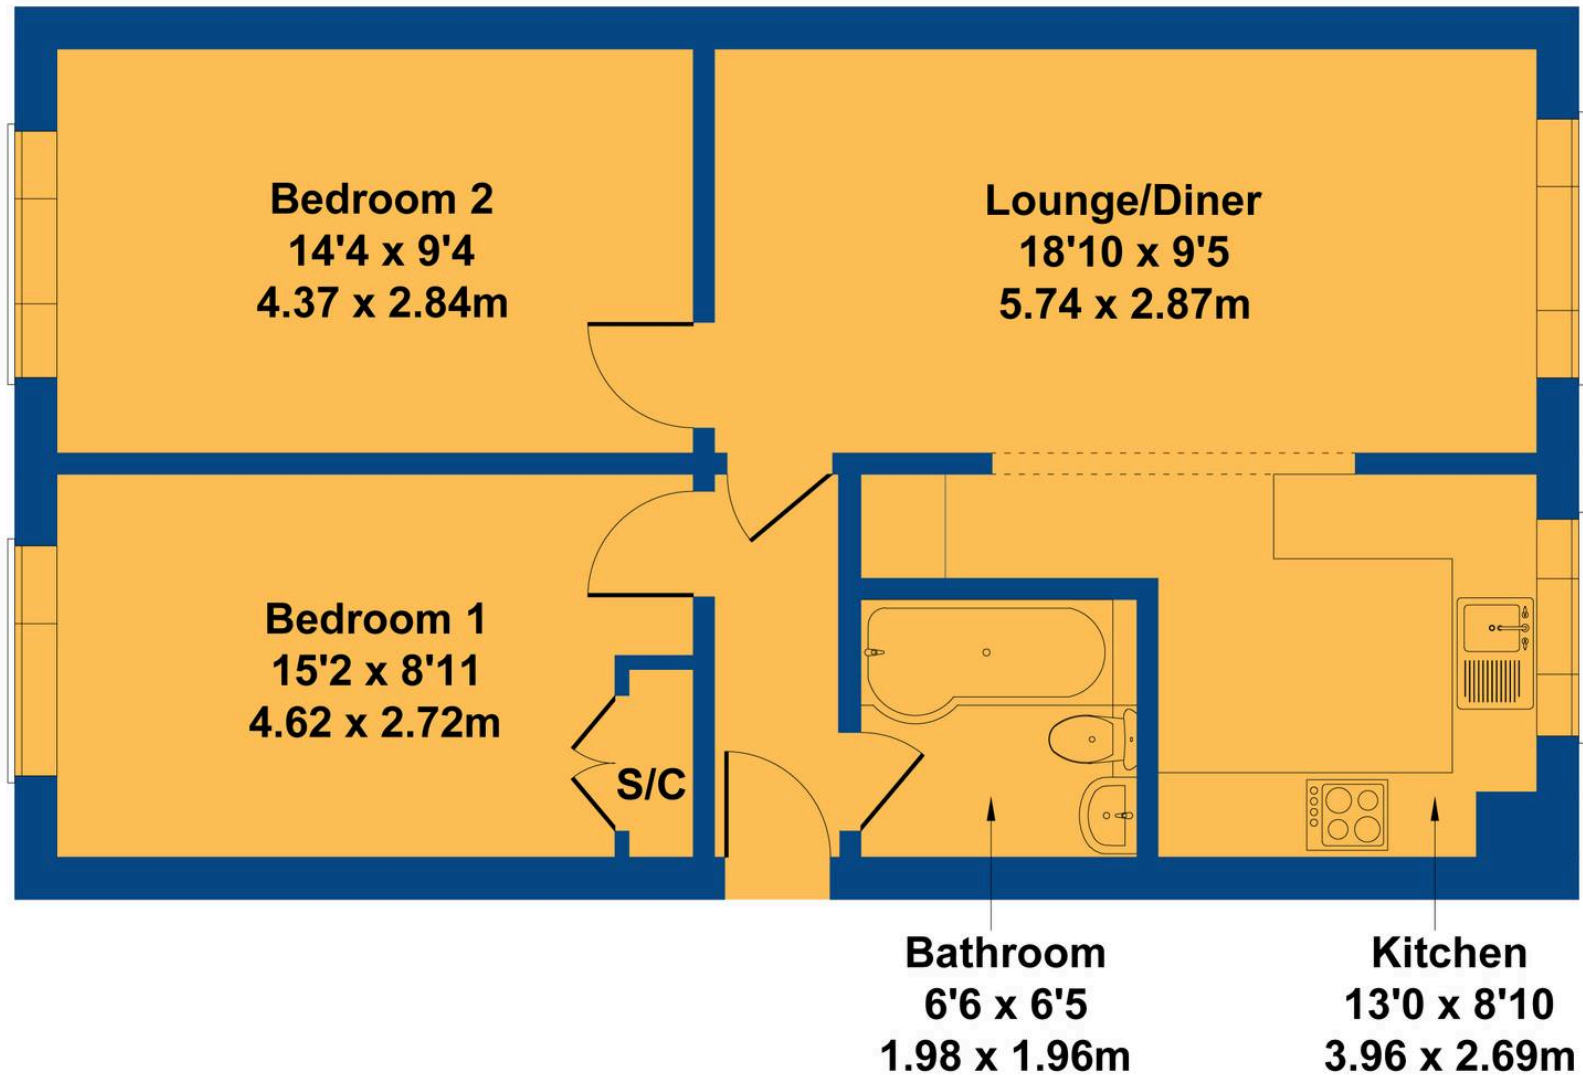 Bedroom 2
14'4 x 9'4
4.37 x 2.84m
Lounge/Diner
18'10 x 9'5
5.74 x 2.87m
Bedroom 1
15'2 x 8'11
4.62 x 2.72m
S/C
Bathroom
6'6 x 6'5
1.98 x 1.96m
Kitchen
13'0 x 8'10
3.96 x 2.69m